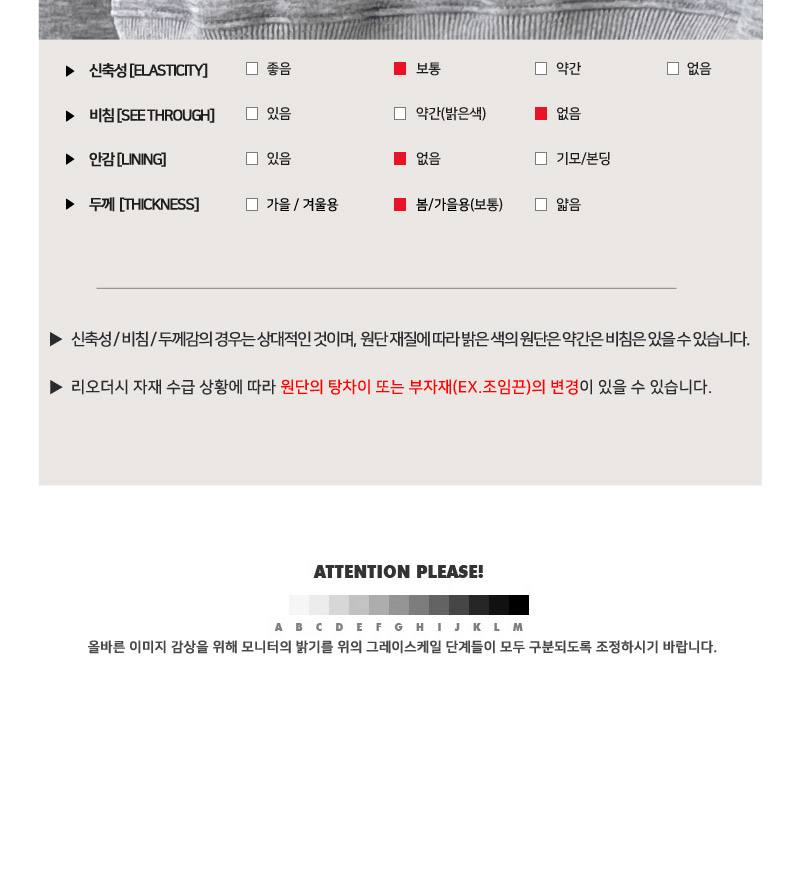 ▶ 신축성 [ELASTICITY] □ 좋음 ■ 보통 □ 약간 □ 없음
▶ 비침 [SEE THROUGH] □ 있음 □ 약간(밝은색) ■ 없음
▶ 안감 [LINING] □ 있음 ■ 없음 □ 기모/본딩
▶ 두께 [THICKNESS] □ 가을 / 겨울용 ■ 봄/가을용(보통) □ 얇음
▶ 신축성 / 비침 / 두께감의 경우는 상대적인 것이며, 원단 재질에 따라 밝은 색의 원단은 약간은 비침은 있을 수 있습니다.
▶ 리오더시 자재 수급 상황에 따라 원단의 탕차이 또는 부자재(EX.조임끈)의 변경이 있을 수 있습니다.
ATTENTION PLEASE!
A B C D E F G H I J K L M
올바른 이미지 감상을 위해 모니터의 밝기를 위의 그레이스케일 단계들이 모두 구분되도록 조정하시기 바랍니다.